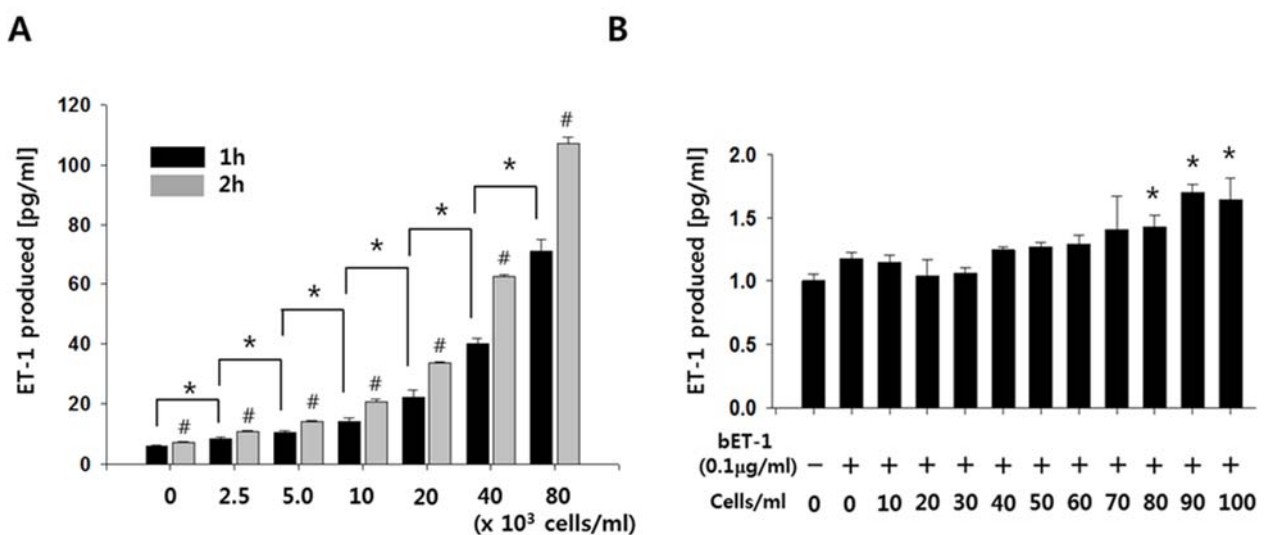 A
B
ET-1 produced [pg/ml]
120
100
80
60
40
20
0
1h
2h
* * * * * *
# # # # # # #
0 2.5 5.0 10 20 40 80
(x 10³ cells/ml)
ET-1 produced [pg/ml]
2.0
1.5
1.0
0.5
0.0
* * *
bET-1
(0.1μg/ml) − + + + + + + + + + + +
Cells/ml 0 0 10 20 30 40 50 60 70 80 90 100